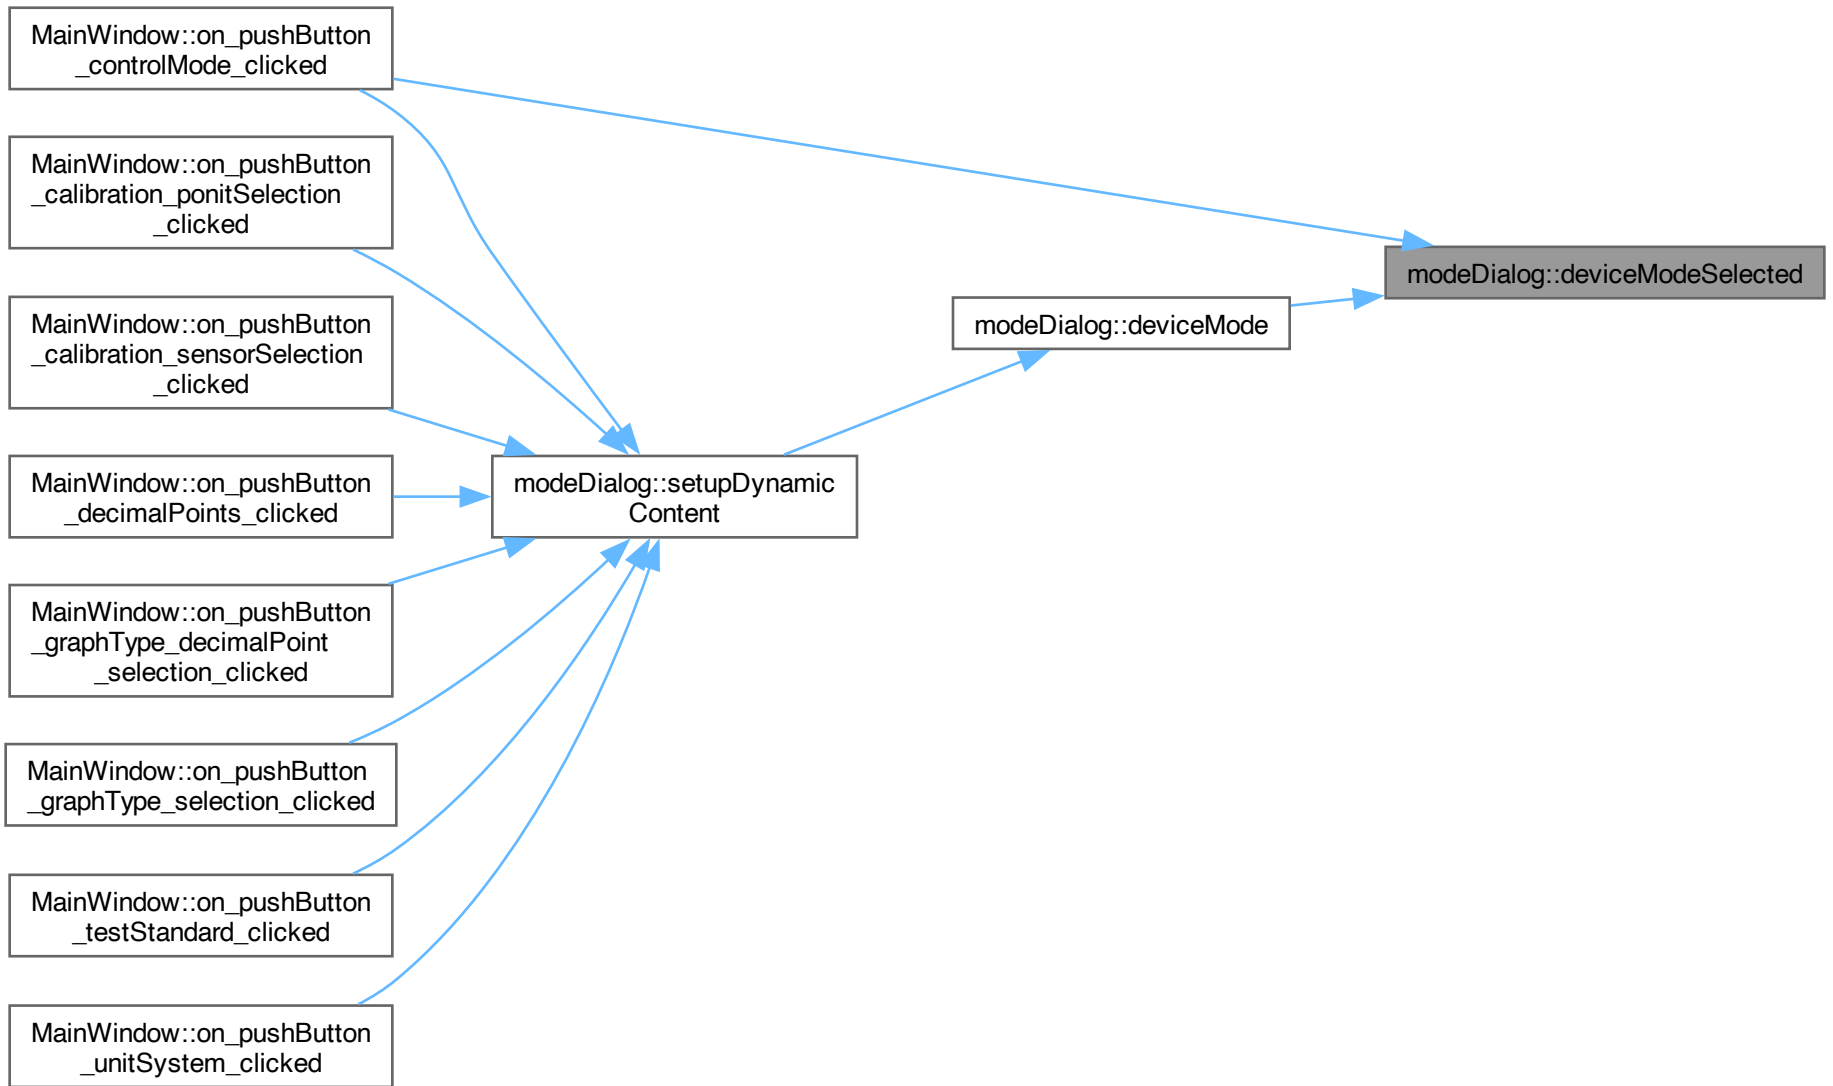 MainWindow::on_pushButton
_controlMode_clicked
MainWindow::on_pushButton
_calibration_ponitSelection
_clicked
MainWindow::on_pushButton
_calibration_sensorSelection
_clicked
MainWindow::on_pushButton
_decimalPoints_clicked
MainWindow::on_pushButton
_graphType_decimalPoint
_selection_clicked
MainWindow::on_pushButton
_graphType_selection_clicked
MainWindow::on_pushButton
_testStandard_clicked
MainWindow::on_pushButton
_unitSystem_clicked
modeDialog::setupDynamic
Content
modeDialog::deviceMode
modeDialog::deviceModeSelected